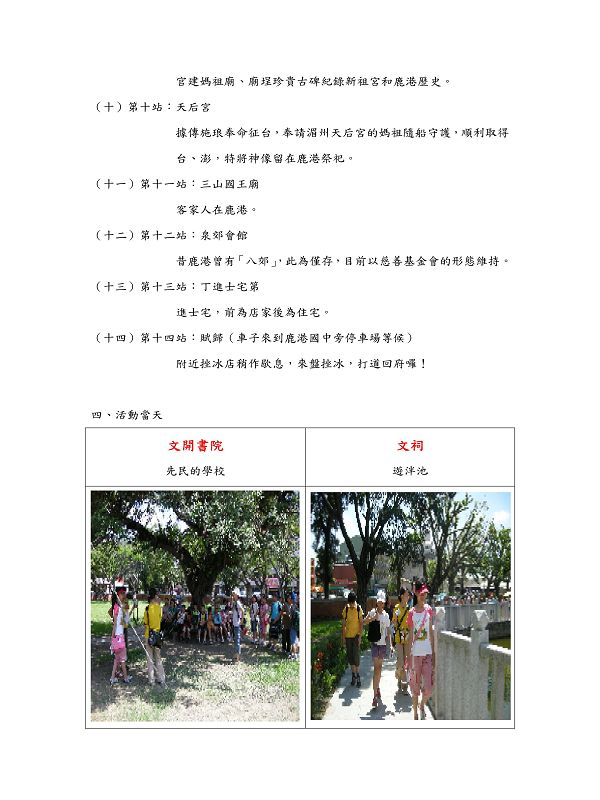 官建媽祖廟、廟埕珍貴古碑紀錄新祖宮和鹿港歷史。
（十）第十站：天后宮
據傳施琅奉命征台，奉請湄州天后宮的媽祖隨船守護，順利取得
台、澎，特將神像留在鹿港祭祀。
（十一）第十一站：三山國王廟
客家人在鹿港。
（十二）第十二站：泉郊會館
昔鹿港曾有「八郊」，此為僅存，目前以慈善基金會的形態維持。
（十三）第十三站：丁進士宅第
進士宅，前為店家後為住宅。
（十四）第十四站：賦歸（車子來到鹿港國中旁停車場等候）
附近挫冰店稍作歇息，來盤挫冰，打道回府囉！
四、活動當天
文開書院
文祠
先民的學校
遊泮池